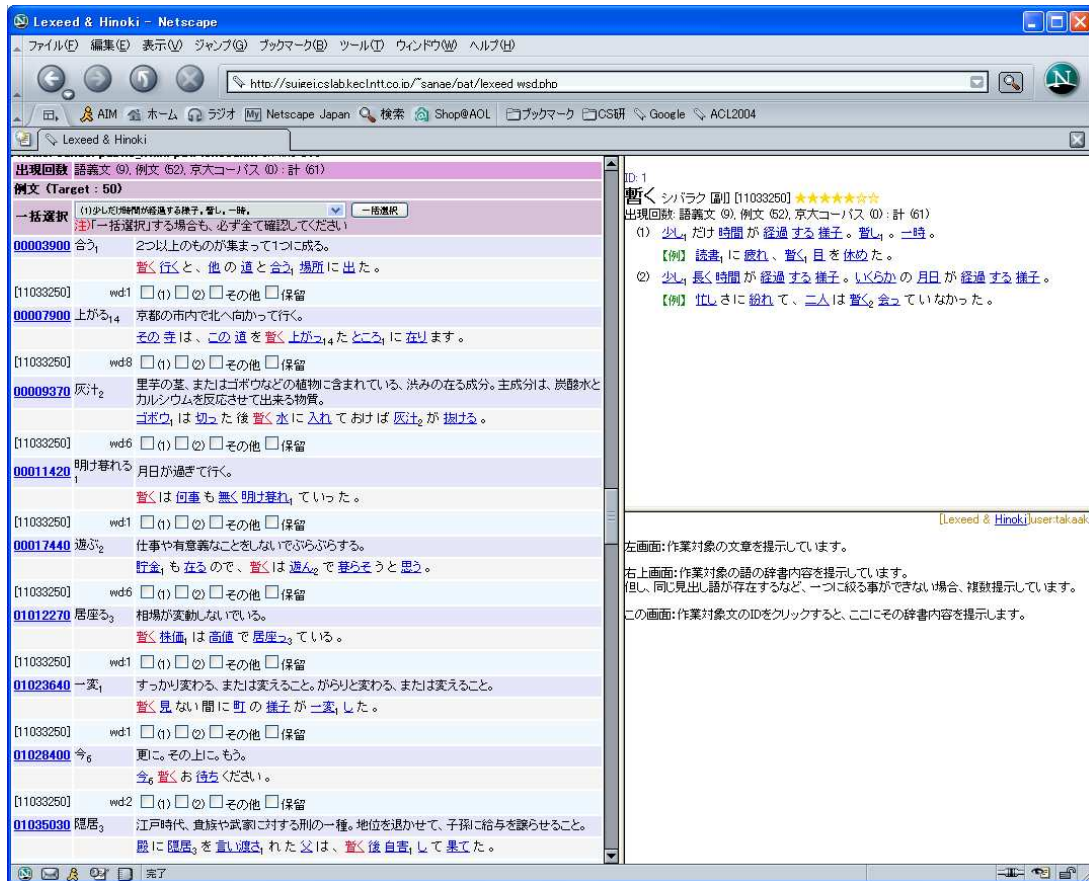 Lexeed & Hinoki - Netscape
ファイル(F) 編集(E) 表示(V) ジャンプ(G) ブックマーク(B) ツール(T) ウィンドウ(W) ヘルプ(H)
http://suigei.cslab.kecl.ntt.co.jp/~sanae/pat/lexeed_wsd.php
AIM ホーム ラジオ My Netscape Japan 検索 Shop@AOL ブックマーク CS研 Google ACL2004
Lexeed & Hinoki
出現回数 語義文 (9), 例文 (52), 京大コーパス (0) : 計 (61)
例文 (Target : 50)
一括選択 (1)少しだけ時間が経過する様子。暫し。一時。 一括選択
注)「一括選択」する場合も、必ず全て確認してください
00003900 合う1 2つ以上のものが集まって1つに成る。
暫く 行くと、他 の 道 と 合う1 場所 に 出 た 。
[11033250] wd:1 (1) (2) その他 保留
00007900 上がる14 京都の市内で北へ向かって行く。
その 寺 は 、 この 道 を 暫く 上がっ14 た ところ1 に 在り ます 。
[11033250] wd:8 (1) (2) その他 保留
00009370 灰汁2 里芋の茎、またはゴボウなどの植物に含まれている、渋みの在る成分。主成分は、炭酸水と
カルシウムを反応させて出来る物質。
ゴボウ1 は 切っ た 後 暫く 水 に 入れ ておけば 灰汁2 が 抜ける 。
[11033250] wd:6 (1) (2) その他 保留
00011420 明け暮れる1 月日が過ぎて行く。
暫く は 何事 も 無く 明け暮れ1 ていった 。
[11033250] wd:1 (1) (2) その他 保留
00017440 遊ぶ2 仕事や有意義なことをしないでぶらぶらする。
貯金1 も 在る ので 、 暫く は 遊ん2 で 暮らそ う と 思う 。
[11033250] wd:6 (1) (2) その他 保留
01012270 居座る3 相場が変動しないでいる。
暫く 株価1 は 高値 で 居座っ3 ている 。
[11033250] wd:1 (1) (2) その他 保留
01023640 一変1 すっかり変わる、または変えること。がらりと変わる、または変えること。
暫く 見 ない 間 に 町 の 様子 が 一変1 し た 。
[11033250] wd:1 (1) (2) その他 保留
01028400 今6 更に。その上に。もう。
今6 暫く お 待ち ください 。
[11033250] wd:2 (1) (2) その他 保留
01035030 隠居3 江戸時代、貴族や武家に対する刑の一種。地位を退かせて、子孫に給与を譲らせること。
殿 に 隠居3 を 言い渡さ1 れた 父 は 、 暫く 後 自害1 し て 果て た 。
ID: 1
暫く シバラク [副] [11033250] ★★★★★☆☆
出現回数: 語義文 (9), 例文 (52), 京大コーパス (0) : 計 (61)
(1) 少し1 だけ 時間 が 経過 する 様子 。 暫し1 。 一時 。
【例】 読書1 に 疲れ 、 暫く1 目 を 休め た 。
(2) 少し1 長く 時間 が 経過 する 様子 。 いくらか の 月日 が 経過 する 様子 。
【例】 忙し さに 紛れ て 、 二人 は 暫く2 会っ ていなかった 。
[Lexeed & Hinoki]user:takaak
左画面:作業対象の文章を提示しています。
右上画面:作業対象の語の辞書内容を提示しています。
但し、同じ見出し語が存在するなど、一つに絞る事ができない場合、複数提示しています。
この画面:作業対象文のIDをクリックすると、ここにその辞書内容を提示します。
完了